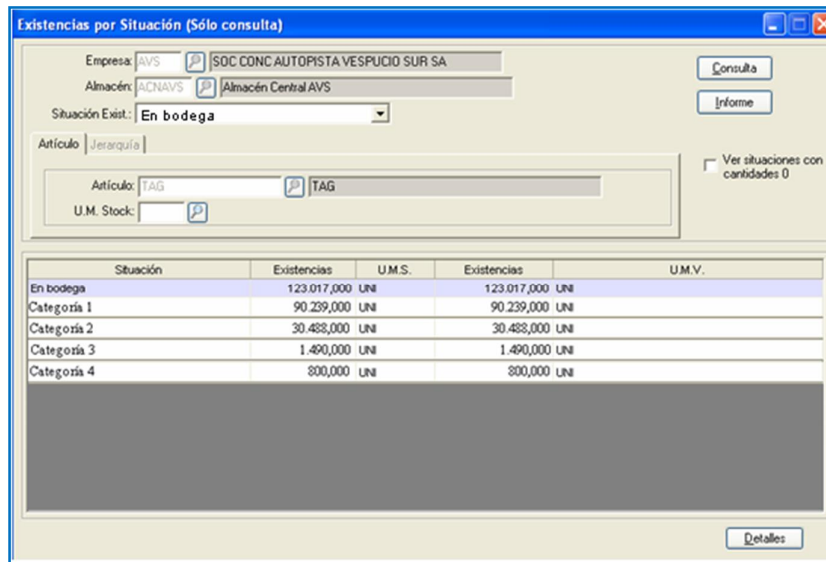 Existencias por Situación (Sólo consulta)
Empresa: AVS SOC CONC AUTOPISTA VESPUCIO SUR SA
Consulta
Almacén: ACNAVS Almacén Central AVS
Informe
Situación Exist.: En bodega
Artículo Jerarquía
Ver situaciones con
cantidades 0
Artículo: TAG TAG
U.M. Stock:
Situación Existencias U.M.S. Existencias U.M.V.
En bodega 123.017,000 UNI 123.017,000 UNI
Categoría 1 90.239,000 UNI 90.239,000 UNI
Categoría 2 30.488,000 UNI 30.488,000 UNI
Categoría 3 1.490,000 UNI 1.490,000 UNI
Categoría 4 800,000 UNI 800,000 UNI
Detalles